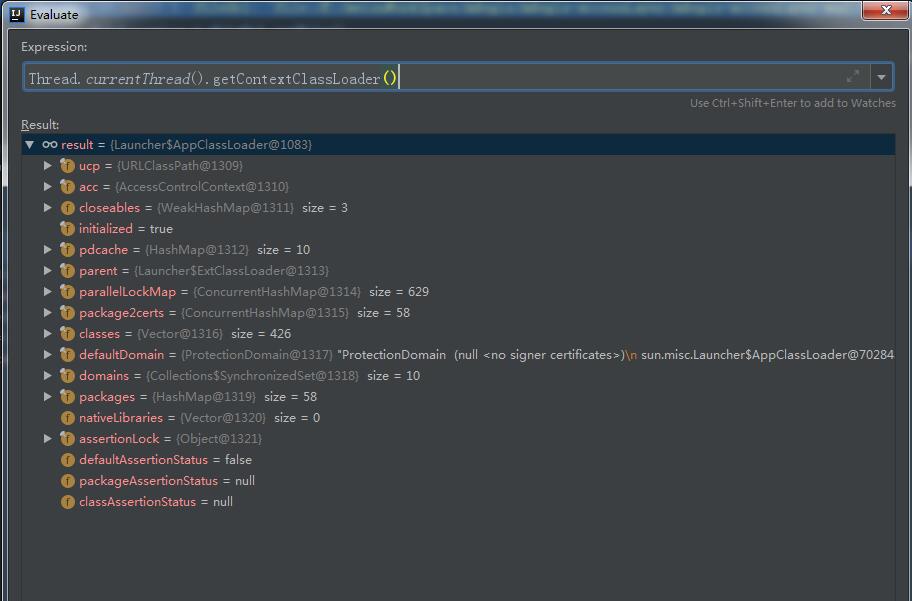 Evaluate
Expression:
Thread.currentThread().getContextClassLoader()
Use Ctrl+Shift+Enter to add to Watches
Result:
result = {Launcher$AppClassLoader@1083}
ucp = {URLClassPath@1309}
acc = {AccessControlContext@1310}
closeables = {WeakHashMap@1311} size = 3
initialized = true
pdcache = {HashMap@1312} size = 10
parent = {Launcher$ExtClassLoader@1313}
parallelLockMap = {ConcurrentHashMap@1314} size = 629
package2certs = {ConcurrentHashMap@1315} size = 58
classes = {Vector@1316} size = 426
defaultDomain = {ProtectionDomain@1317} "ProtectionDomain (null <no signer certificates>)\n sun.misc.Launcher$AppClassLoader@70284
domains = {Collections$SynchronizedSet@1318} size = 10
packages = {HashMap@1319} size = 58
nativeLibraries = {Vector@1320} size = 0
assertionLock = {Object@1321}
defaultAssertionStatus = false
packageAssertionStatus = null
classAssertionStatus = null